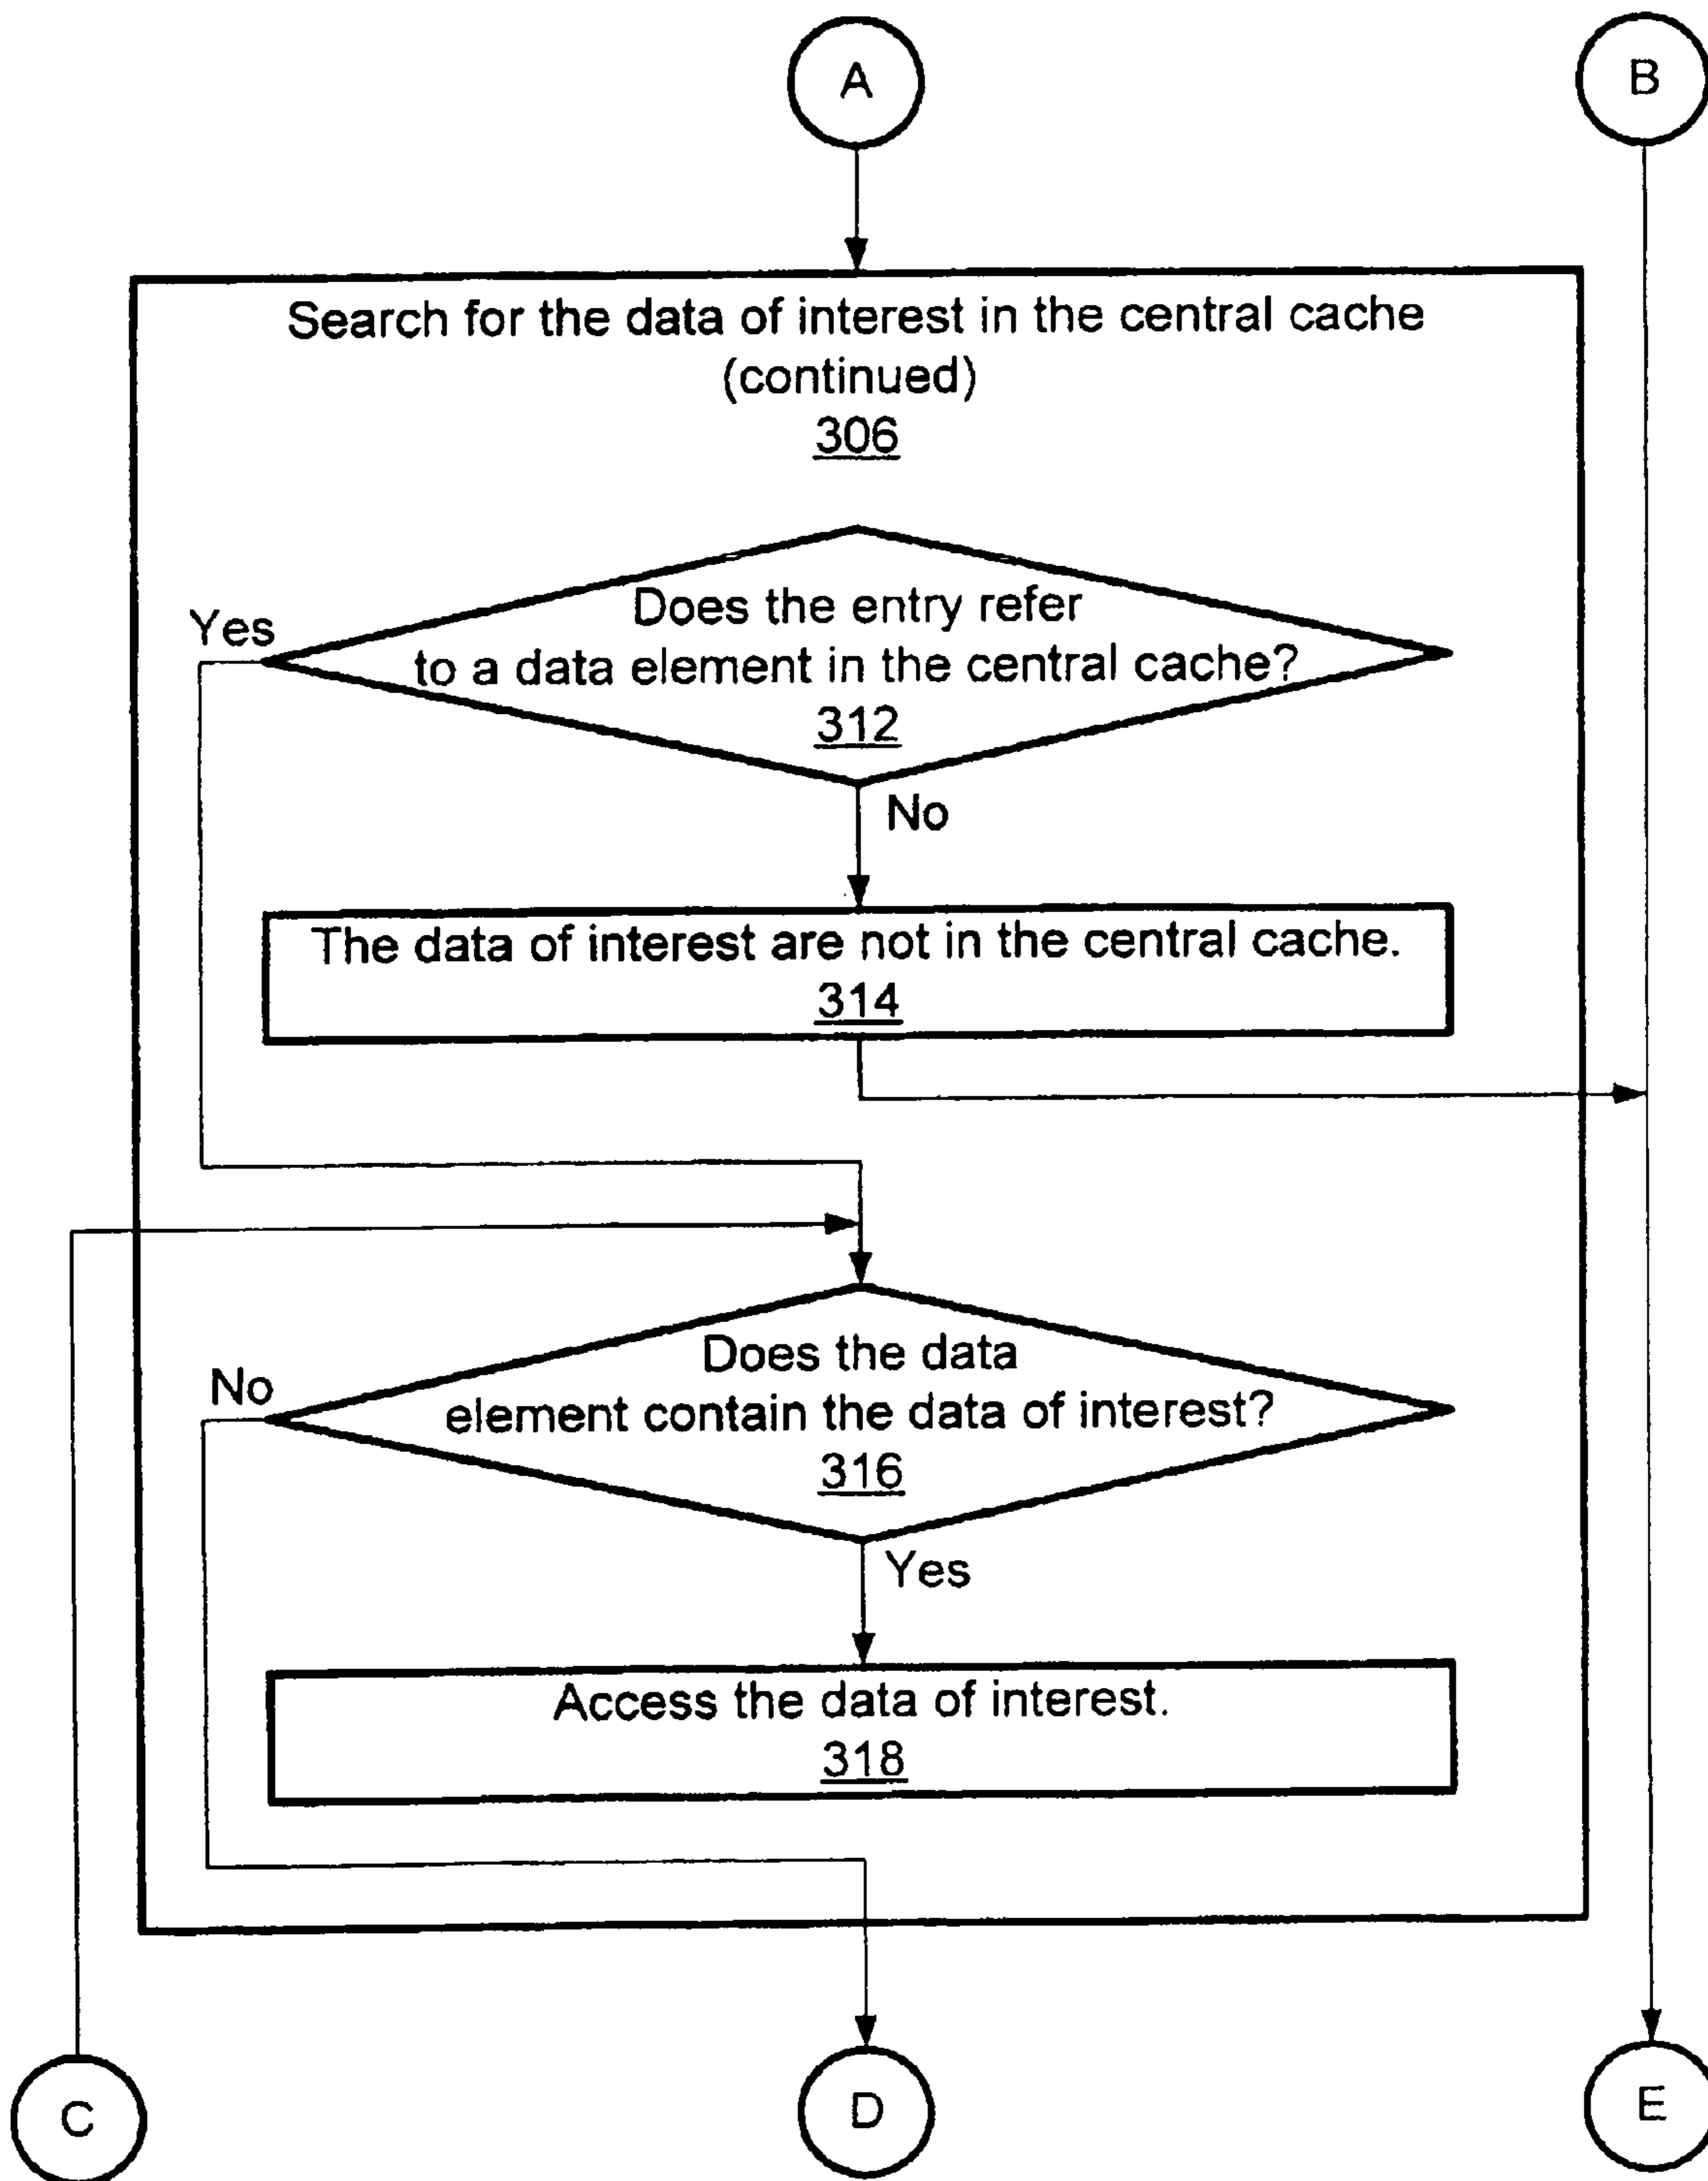 A
B
Search for the data of interest in the central cache
(continued)
306
Does the entry refer
Yes
to a data element in the central cache?
312
No
The data of interest are not in the central cache.
314
Does the data
No
element contain the data of interest?
316
Yes
Access the data of interest.
318
C
D
E